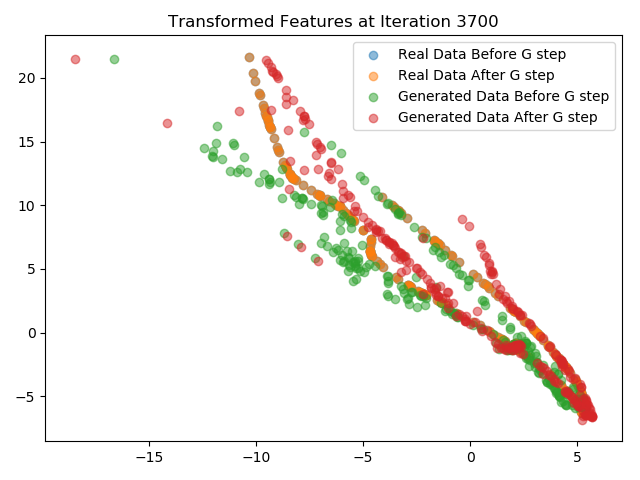 Transformed Features at Iteration 3700
Real Data Before G step
Real Data After G step
Generated Data Before G step
Generated Data After G step
20
15
10
5
0
−5
−15
−10
−5
0
5